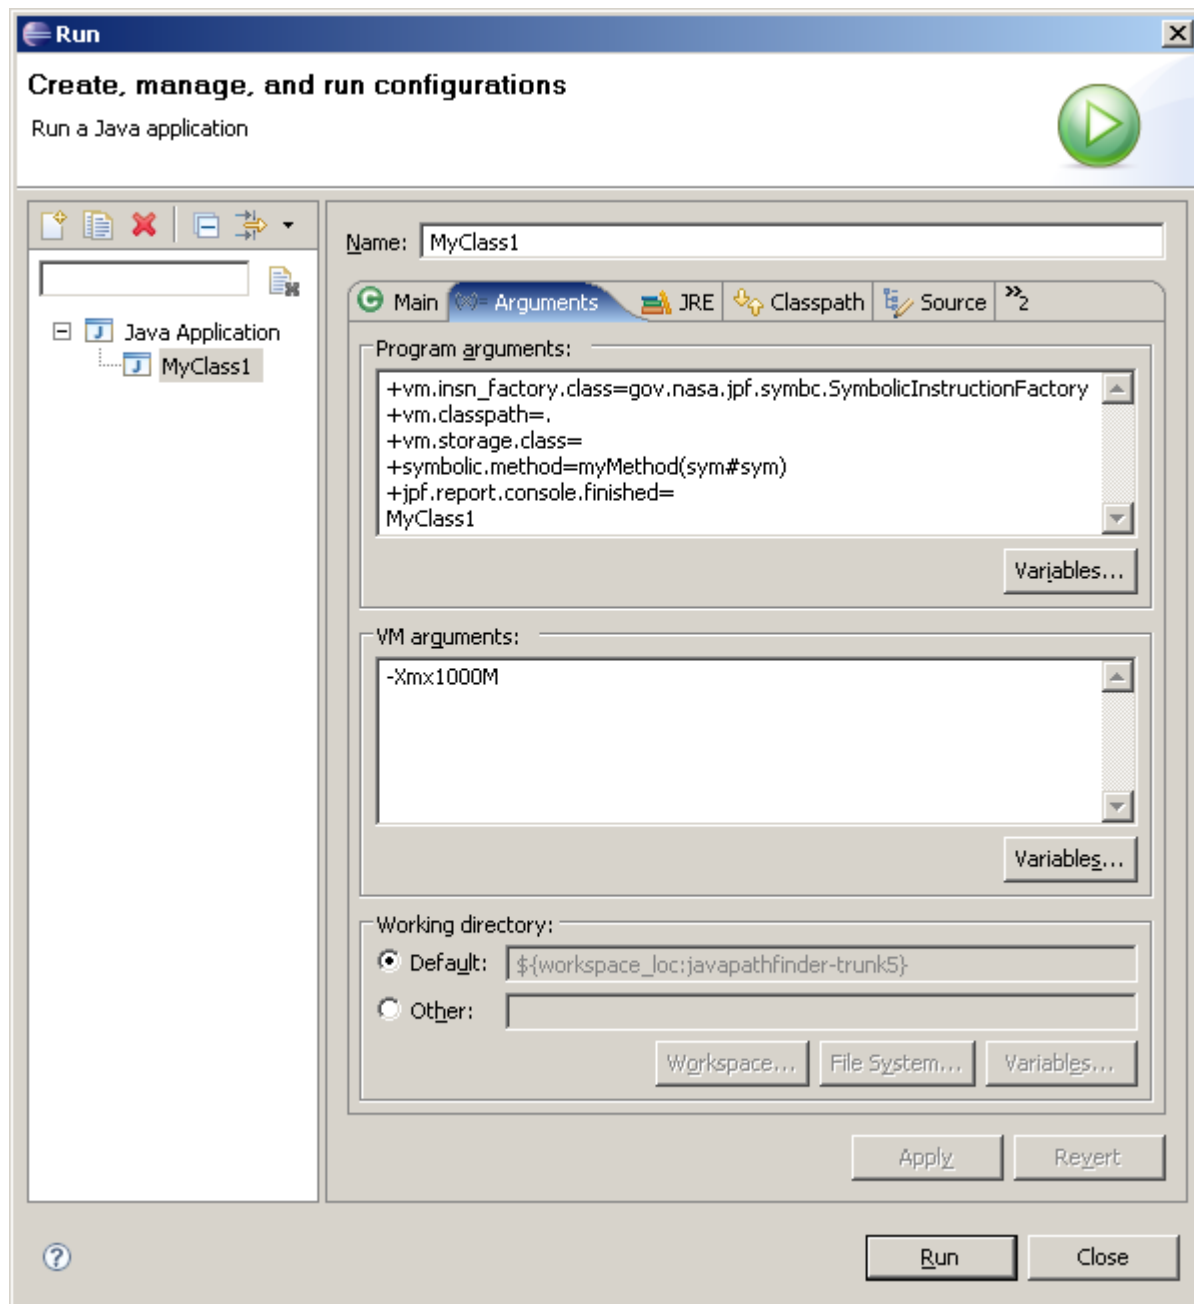 Run
Create, manage, and run configurations
Run a Java application
Name: MyClass1
Main (x)= Arguments JRE Classpath Source »2
Java Application
MyClass1
Program arguments:
+vm.insn_factory.class=gov.nasa.jpf.symbc.SymbolicInstructionFactory
+vm.classpath=.
+vm.storage.class=
+symbolic.method=myMethod(sym#sym)
+jpf.report.console.finished=
MyClass1
Variables...
VM arguments:
-Xmx1000M
Variables...
Working directory:
Default: ${workspace_loc:javapathfinder-trunk5}
Other:
Workspace... File System... Variables...
Apply Revert
Run Close